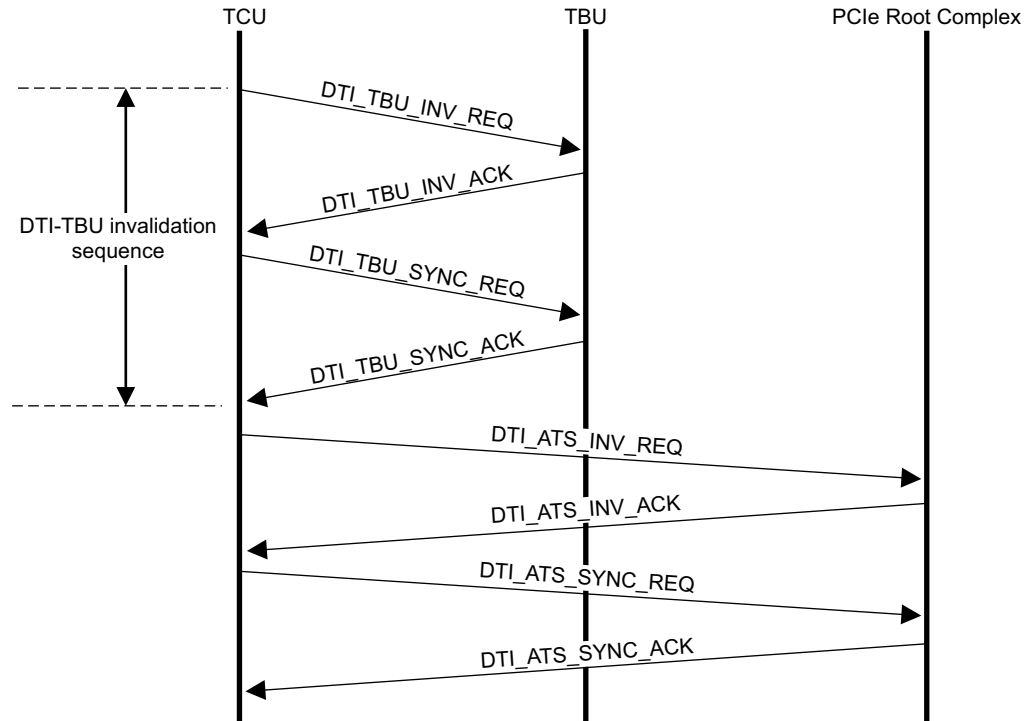 TCU
TBU
PCIe Root Complex
DTI_TBU_INV_REQ
DTI_TBU_INV_ACK
DTI-TBU invalidation
sequence
DTI_TBU_SYNC_REQ
DTI_TBU_SYNC_ACK
DTI_ATS_INV_REQ
DTI_ATS_INV_ACK
DTI_ATS_SYNC_REQ
DTI_ATS_SYNC_ACK